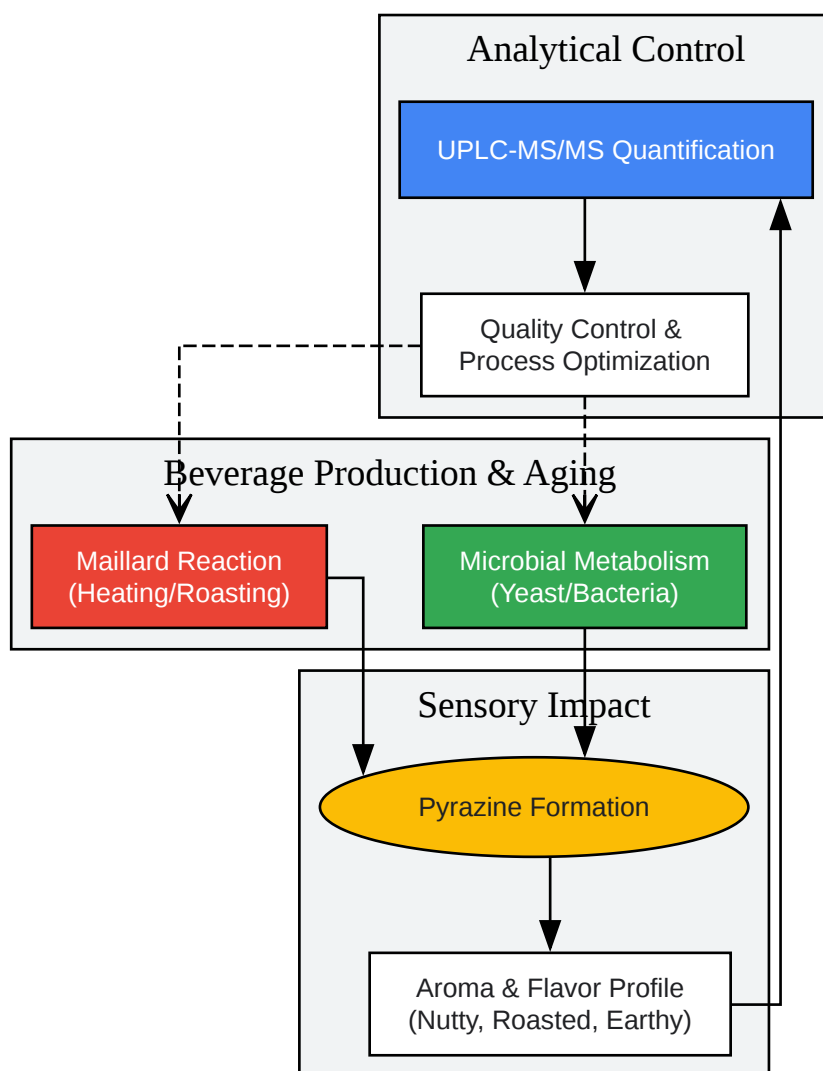 Analytical Control
UPLC-MS/MS Quantification
Quality Control &
Process Optimization
Beverage Production & Aging
Maillard Reaction
(Heating/Roasting)
Microbial Metabolism
(Yeast/Bacteria)
Sensory Impact
Pyrazine Formation
Aroma & Flavor Profile
(Nutty, Roasted, Earthy)